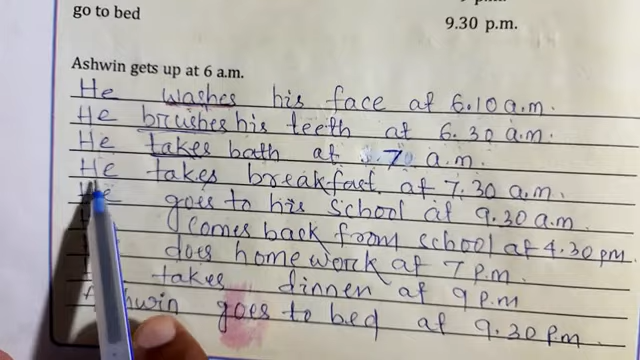 go to bed
9.30 p.m.
Ashwin gets up at 6 a.m.
He washes his face at 6.10 a.m.
He brushes his teeth at 6.30 a.m.
He takes bath at 7 a.m.
He takes breakfast at 7.30 a.m.
He goes to his school at 9.30 a.m
comes back from school at 4.30 pm.
does homework at 7 p.m.
takes dinner at 9 p.m
Ashwin goes to bed at 9.30 p.m.